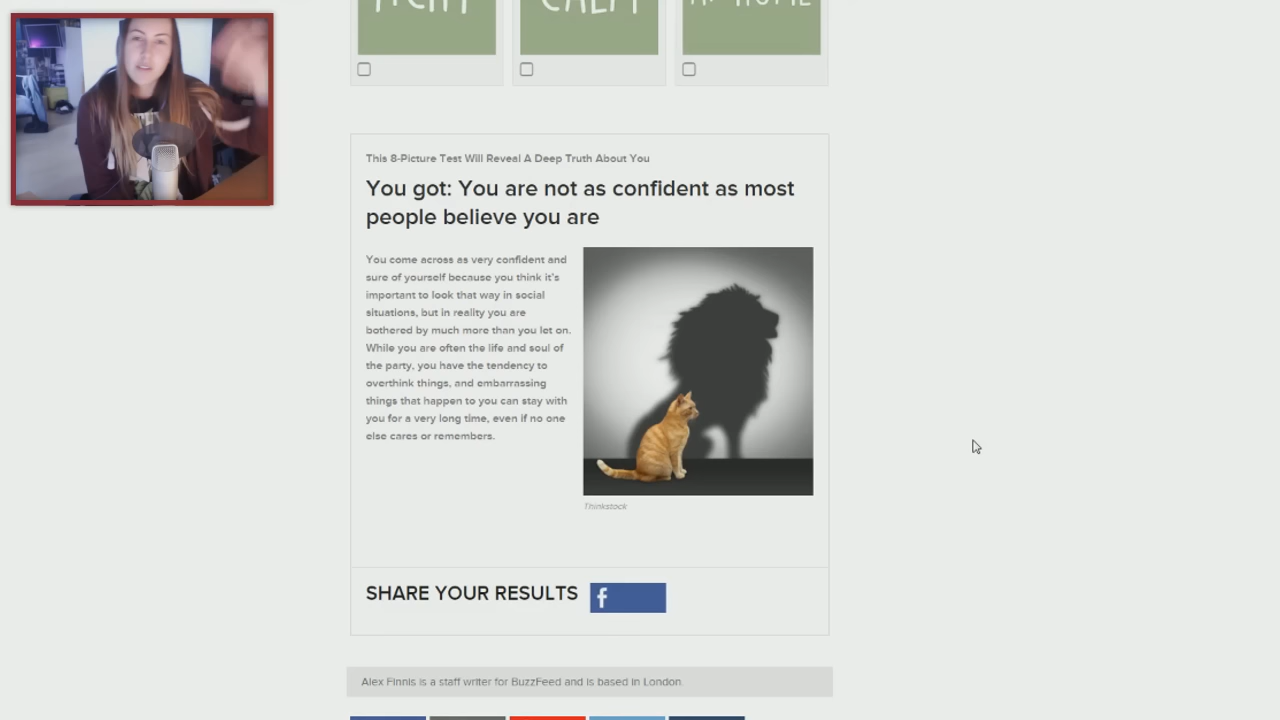 CALM
This 8-Picture Test Will Reveal A Deep Truth About You
You got: You are not as confident as most
people believe you are
You come across as very confident and
sure of yourself because you think it's
important to look that way in social
situations, but in reality you are
bothered by much more than you let on.
While you are often the life and soul of
the party, you have the tendency to
overthink things, and embarrassing
things that happen to you can stay with
you for a very long time, even if no one
else cares or remembers.
Thinkstock
SHARE YOUR RESULTS
f
Alex Finnis is a staff writer for BuzzFeed and is based in London.